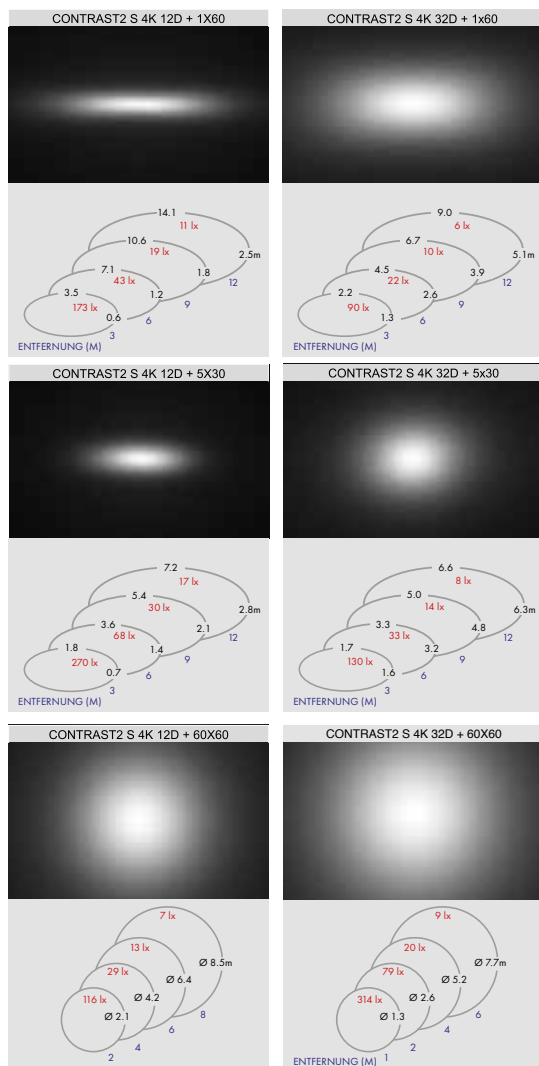 CONTRAST2 S 4K 12D + 1X60
14.1
11 lx
10.6
19 lx
2.5m
7.1
43 lx
1.8
12
3.5
173 lx
1.2
9
0.6
6
3
ENTFERNUNG (M)
CONTRAST2 S 4K 32D + 1x60
9.0
6 lx
6.7
10 lx
5.1m
4.5
22 lx
3.9
12
2.2
90 lx
2.6
9
1.3
6
3
ENTFERNUNG (M)
CONTRAST2 S 4K 12D + 5X30
7.2
17 lx
5.4
30 lx
2.8m
3.6
68 lx
2.1
12
1.8
270 lx
1.4
9
0.7
6
3
ENTFERNUNG (M)
CONTRAST2 S 4K 32D + 5x30
6.6
8 lx
5.0
14 lx
6.3m
3.3
33 lx
4.8
12
1.7
130 lx
3.2
9
1.6
6
3
ENTFERNUNG (M)
CONTRAST2 S 4K 12D + 60X60
7 lx
13 lx
Ø 8.5m
29 lx
Ø 6.4
116 lx
Ø 4.2
8
Ø 2.1
6
4
2
CONTRAST2 S 4K 32D + 60X60
9 lx
20 lx
Ø 7.7m
79 lx
Ø 5.2
314 lx
Ø 2.6
6
Ø 1.3
4
2
ENTFERNUNG (M) 1